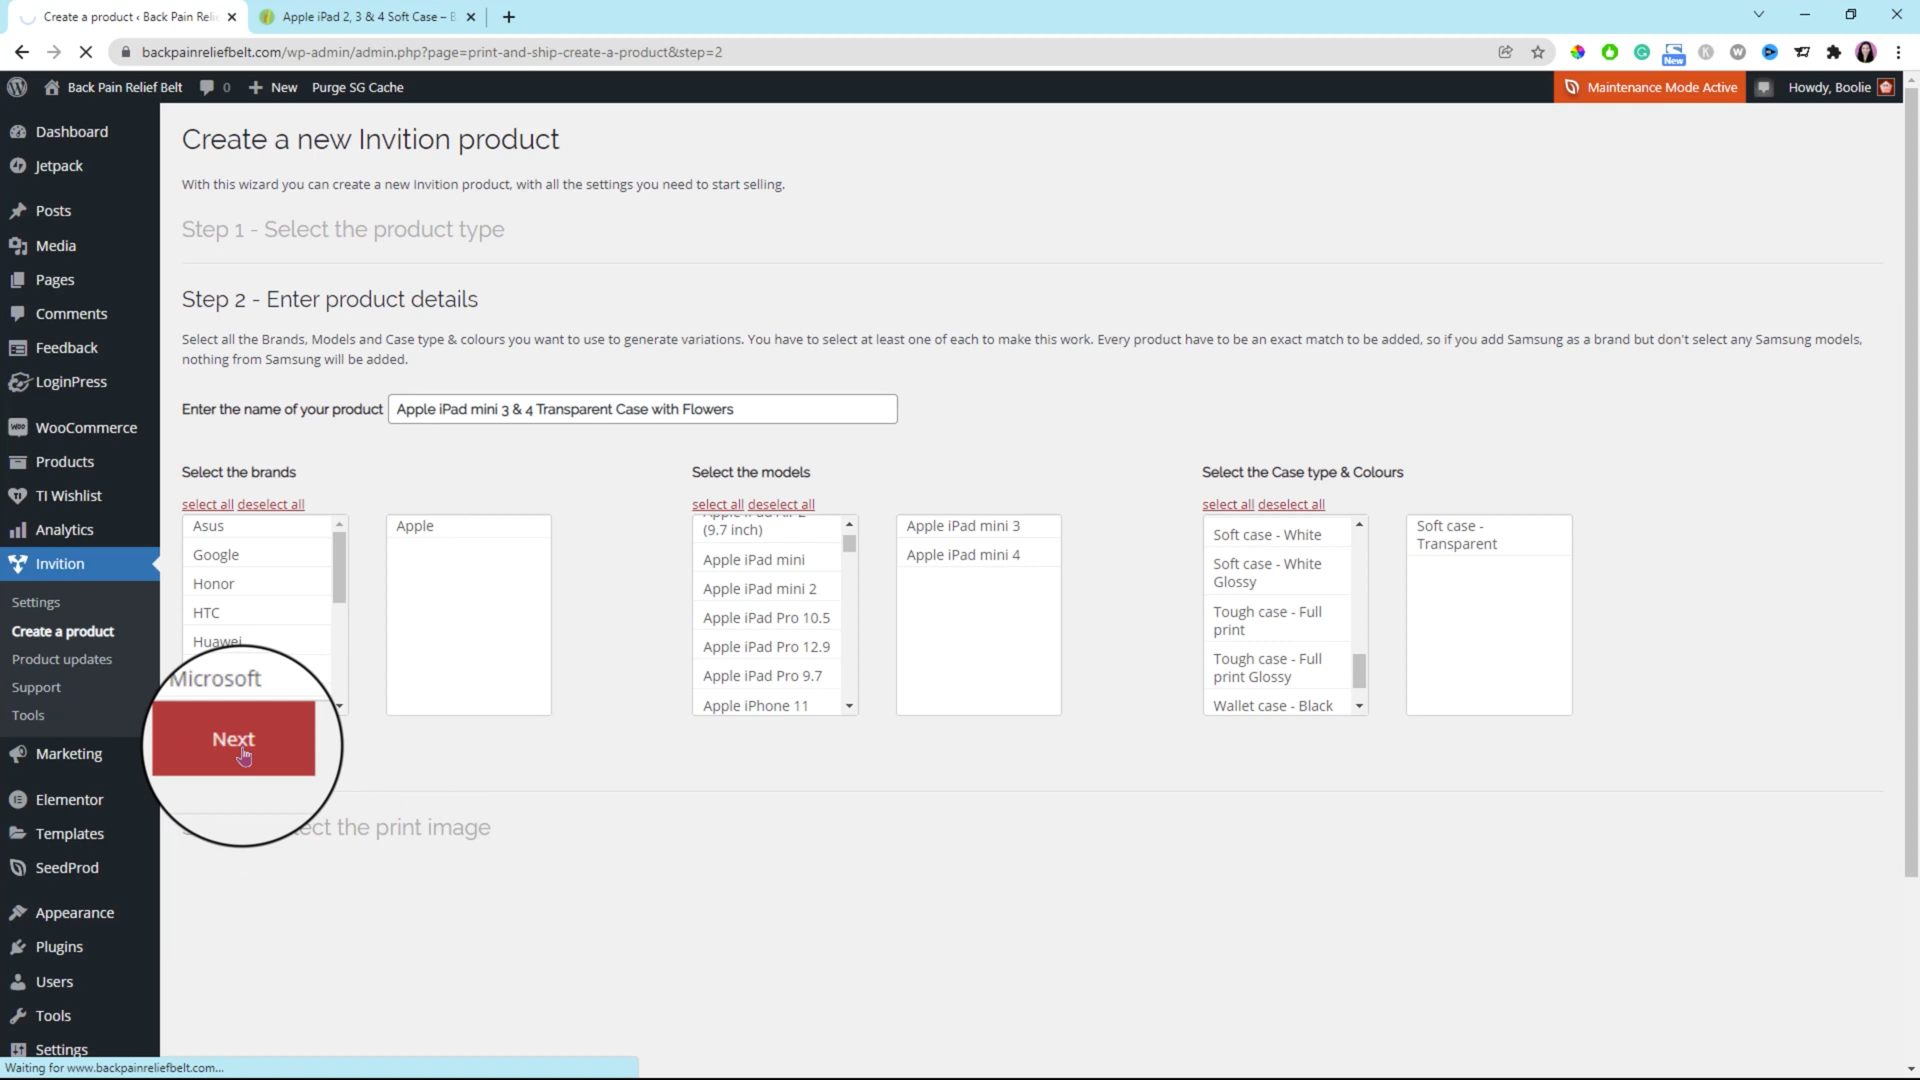 Create a product ‹ Back Pain Relie
Apple iPad 2, 3 & 4 Soft Case – B
backpainreliefbelt.com/wp-admin/admin.php?page=print-and-ship-create-a-product&step=2
New
Back Pain Relief Belt
0
New
Purge SG Cache
Maintenance Mode Active
Howdy, Boolie
Dashboard
Jetpack
Posts
Media
Pages
Comments
Feedback
LoginPress
WooCommerce
Products
TI Wishlist
Analytics
Invition
Settings
Create a product
Product updates
Support
Tools
Marketing
Elementor
Templates
SeedProd
Appearance
Plugins
Users
Tools
Settings
Create a new Invition product
With this wizard you can create a new Invition product, with all the settings you need to start selling.
Step 1 - Select the product type
Step 2 - Enter product details
Select all the Brands, Models and Case type & colours you want to use to generate variations. You have to select at least one of each to make this work. Every product have to be an exact match to be added, so if you add Samsung as a brand but don't select any Samsung models,
nothing from Samsung will be added.
Enter the name of your product
Apple iPad mini 3 & 4 Transparent Case with Flowers
Select the brands
select all deselect all
Asus
Google
Honor
HTC
Huawei
Microsoft
Apple
Select the models
select all deselect all
(9.7 inch)
Apple iPad mini
Apple iPad mini 2
Apple iPad Pro 10.5
Apple iPad Pro 12.9
Apple iPad Pro 9.7
Apple iPhone 11
Apple iPad mini 3
Apple iPad mini 4
Select the Case type & Colours
select all deselect all
Soft case - White
Soft case - White
Glossy
Tough case - Full
print
Tough case - Full
print Glossy
Wallet case - Black
Soft case -
Transparent
Next
ect the print image
Waiting for www.backpainreliefbelt.com...